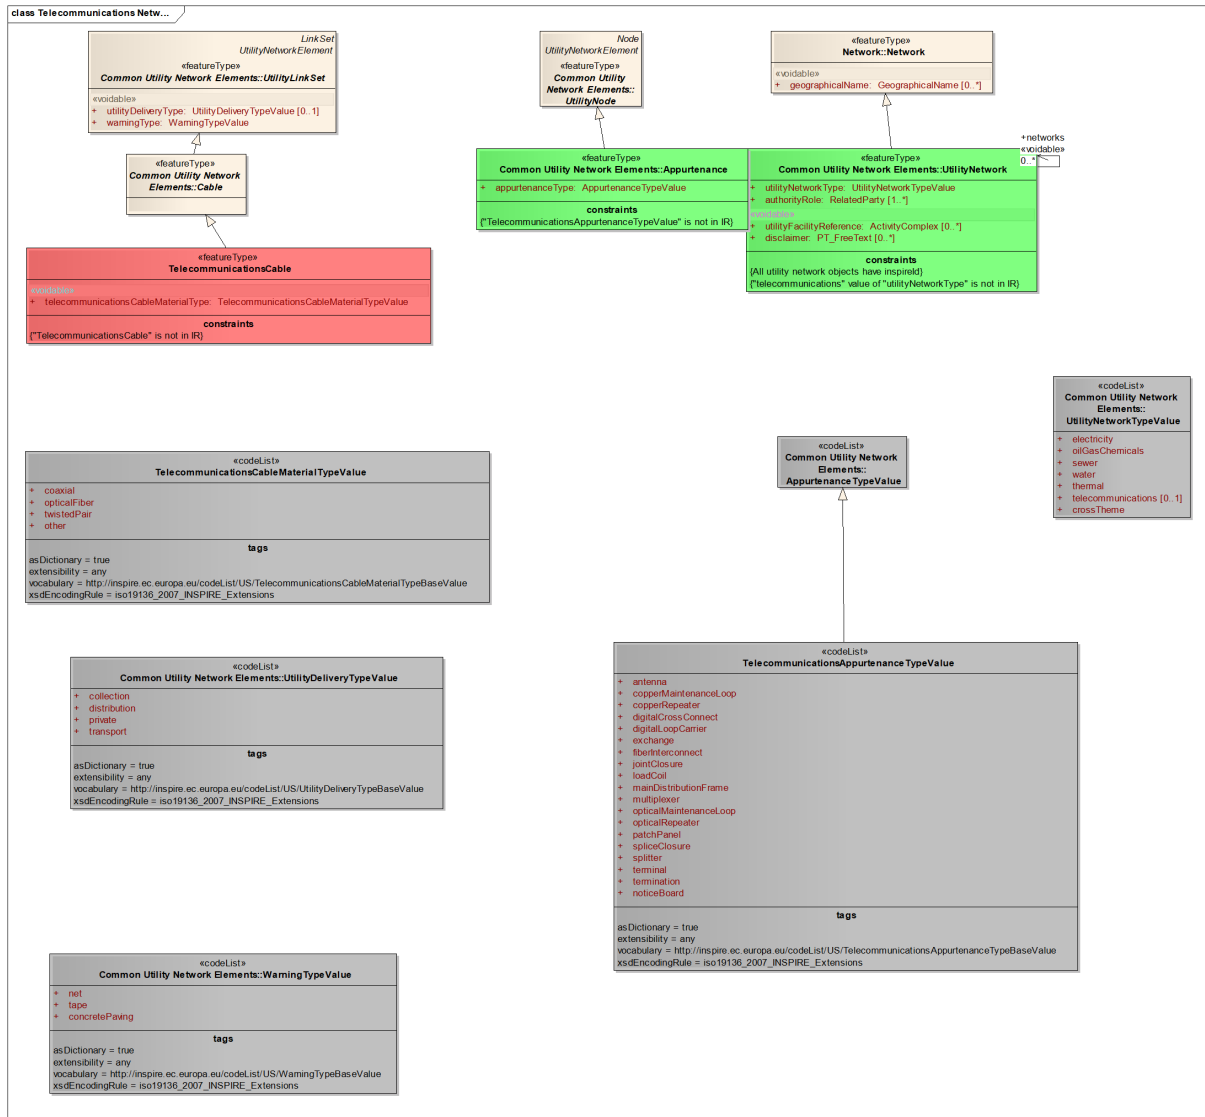 class Telecommunications Netw...
LinkSet
UtilityNetworkElement
«featureType»
Common Utility Network Elements::UtilityLinkSet
«voidable»
+ utilityDeliveryType: UtilityDeliveryTypeValue [0..1]
+ warningType: WarningTypeValue
«featureType»
Common Utility Network
Elements::Cable
«featureType»
TelecommunicationsCable
«voidable»
+ telecommunicationsCableMaterialType: TelecommunicationsCableMaterialTypeValue
constraints
{"TelecommunicationsCable" is not in IR}
Node
UtilityNetworkElement
«featureType»
Common Utility
Network Elements::
UtilityNode
«featureType»
Network::Network
«voidable»
+ geographicalName: GeographicalName [0..*]
+networks
«voidable»
0..*
«featureType»
Common Utility Network Elements::Appurtenance
+ appurtenanceType: AppurtenanceTypeValue
constraints
{"TelecommunicationsAppurtenanceTypeValue" is not in IR}
«featureType»
Common Utility Network Elements::UtilityNetwork
+ utilityNetworkType: UtilityNetworkTypeValue
+ authorityRole: RelatedParty [1..*]
«voidable»
+ utilityFacilityReference: ActivityComplex [0..*]
+ disclaimer: PT_FreeText [0..*]
constraints
{All utility network objects have inspireId}
{"telecommunications" value of "utilityNetworkType" is not in IR}
«codeList»
Common Utility Network
Elements::
UtilityNetworkTypeValue
+ electricity
+ oilGasChemicals
+ sewer
+ water
+ thermal
+ telecommunications [0..1]
+ crossTheme
«codeList»
Common Utility Network
Elements::
AppurtenanceTypeValue
«codeList»
TelecommunicationsCableMaterialTypeValue
+ coaxial
+ opticalFiber
+ twistedPair
+ other
tags
asDictionary = true
extensibility = any
vocabulary = http://inspire.ec.europa.eu/codeList/US/TelecommunicationsCableMaterialTypeBaseValue
xsdEncodingRule = iso19136_2007_INSPIRE_Extensions
«codeList»
Common Utility Network Elements::UtilityDeliveryTypeValue
+ collection
+ distribution
+ private
+ transport
tags
asDictionary = true
extensibility = any
vocabulary = http://inspire.ec.europa.eu/codeList/US/UtilityDeliveryTypeBaseValue
xsdEncodingRule = iso19136_2007_INSPIRE_Extensions
«codeList»
TelecommunicationsAppurtenanceTypeValue
+ antenna
+ copperMaintenanceLoop
+ copperRepeater
+ digitalCrossConnect
+ digitalLoopCarrier
+ exchange
+ fiberInterconnect
+ jointClosure
+ loadCoil
+ mainDistributionFrame
+ multiplexer
+ opticalMaintenanceLoop
+ opticalRepeater
+ patchPanel
+ spliceClosure
+ splitter
+ terminal
+ termination
+ noticeBoard
tags
asDictionary = true
extensibility = any
vocabulary = http://inspire.ec.europa.eu/codeList/US/TelecommunicationsAppurtenanceTypeBaseValue
xsdEncodingRule = iso19136_2007_INSPIRE_Extensions
«codeList»
Common Utility Network Elements::WarningTypeValue
+ net
+ tape
+ concretePaving
tags
asDictionary = true
extensibility = any
vocabulary = http://inspire.ec.europa.eu/codeList/US/WarningTypeBaseValue
xsdEncodingRule = iso19136_2007_INSPIRE_Extensions